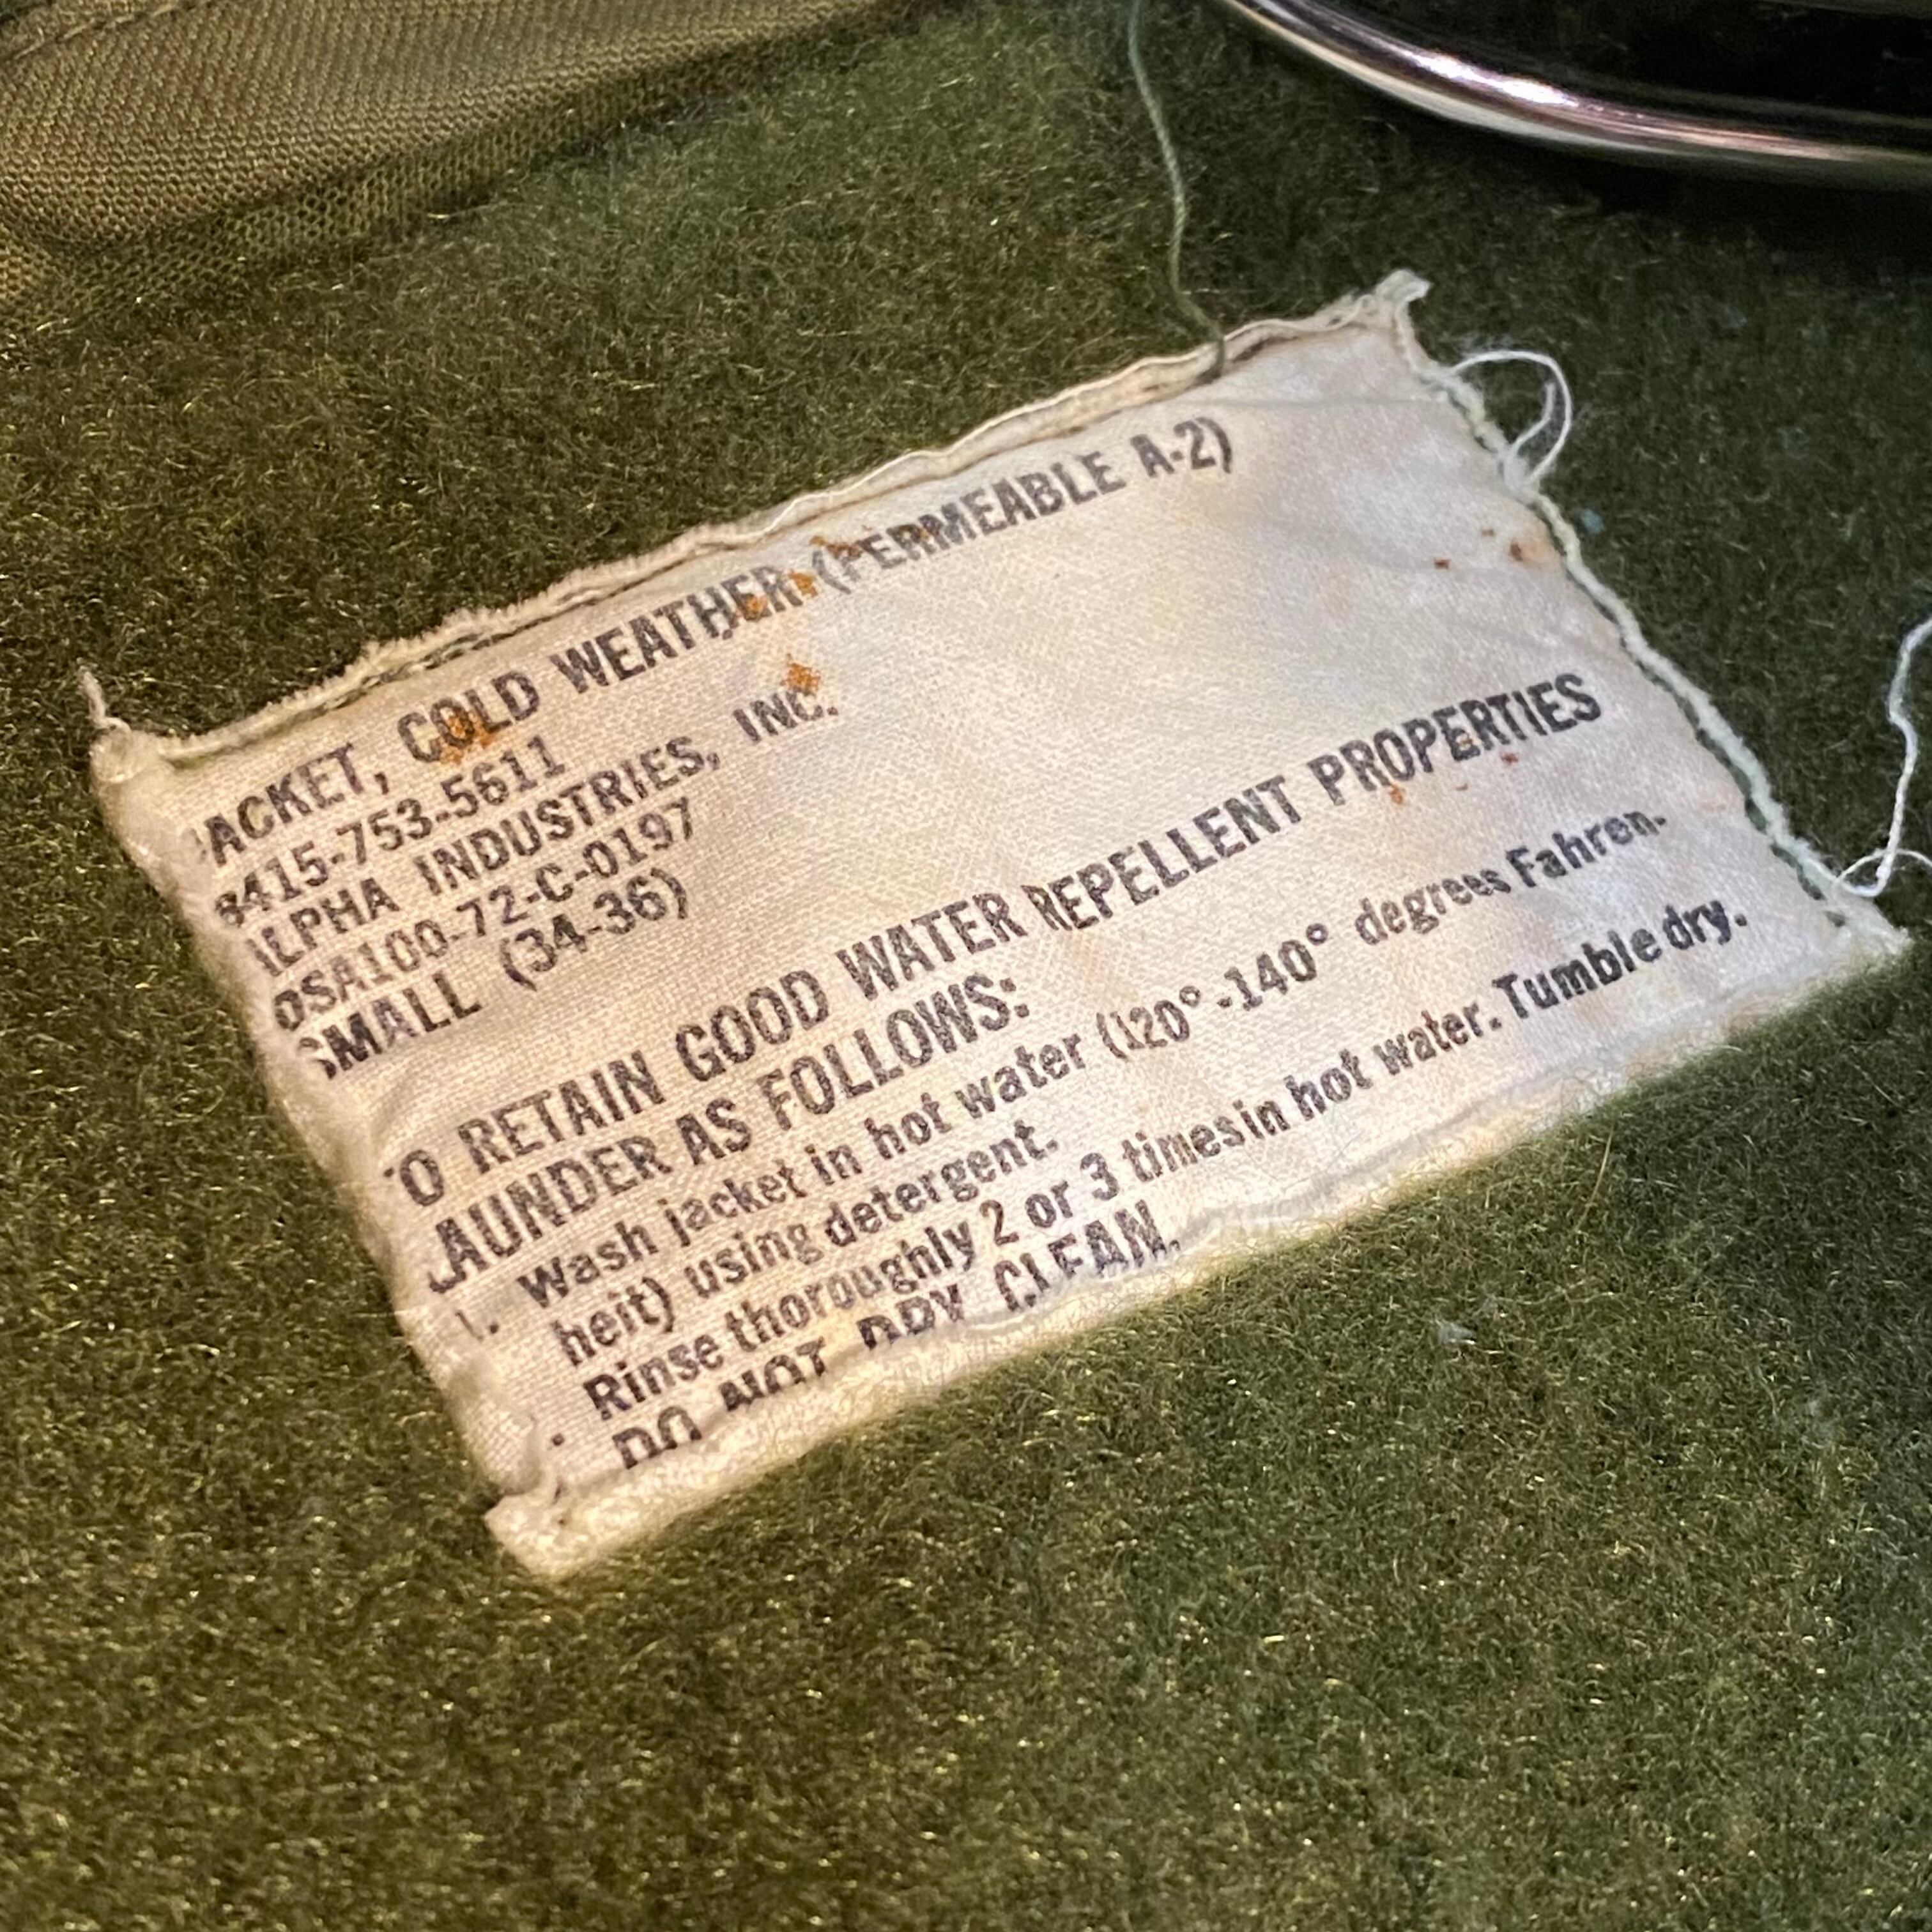 JACKET, COLD WEATHER (PERMEABLE A-2)
8415-753-5611
ALPHA INDUSTRIES, INC.
DSA100-72-C-0197
SMALL (34-36)
TO RETAIN GOOD WATER REPELLENT PROPERTIES
LAUNDER AS FOLLOWS:
1. Wash jacket in hot water (120°-140° degrees Fahren-
heit) using detergent.
Rinse thoroughly 2 or 3 times in hot water. Tumble dry.
DO NOT DRY CLEAN.